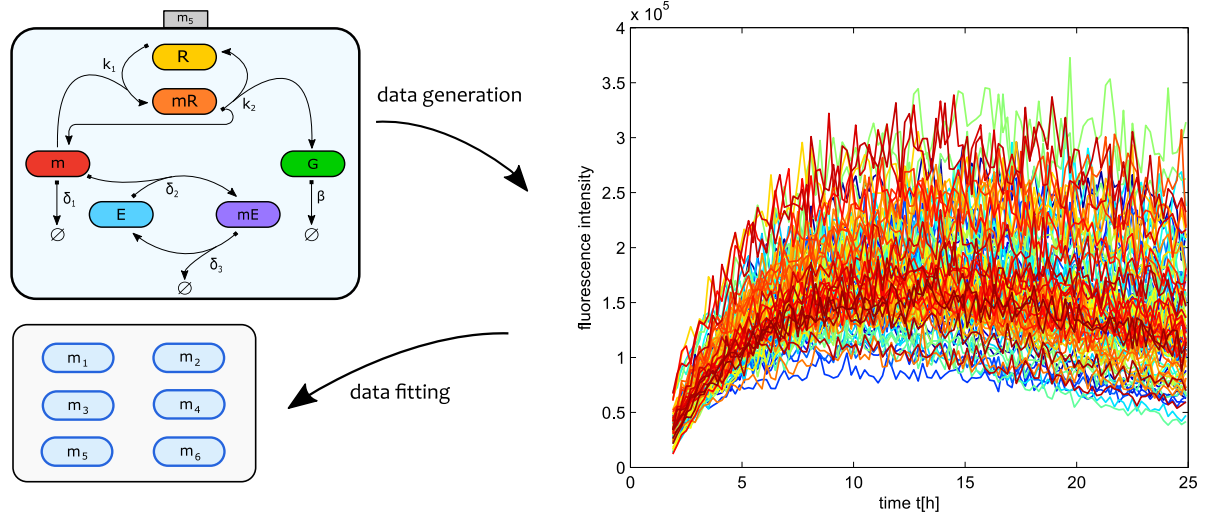 m₅
R
k₁
mR
k₂
m
G
δ₁
δ₂
β
E
mE
∅
∅
δ₃
∅
data generation
data fitting
m₁
m₂
m₃
m₄
m₅
m₆
x 10⁵
4
3.5
3
2.5
2
1.5
1
0.5
0
fluorescence intensity
0
5
10
15
20
25
time t[h]